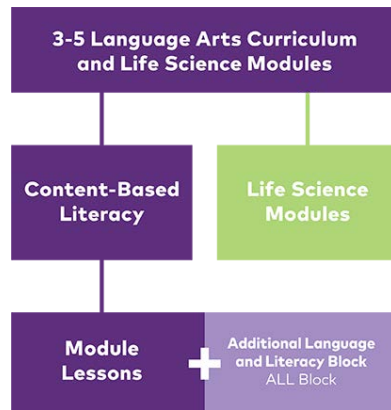 3-5 Language Arts Curriculum
and Life Science Modules
Content-Based
Literacy
Life Science
Modules
Module
Lessons
+
Additional Language
and Literacy Block
ALL Block